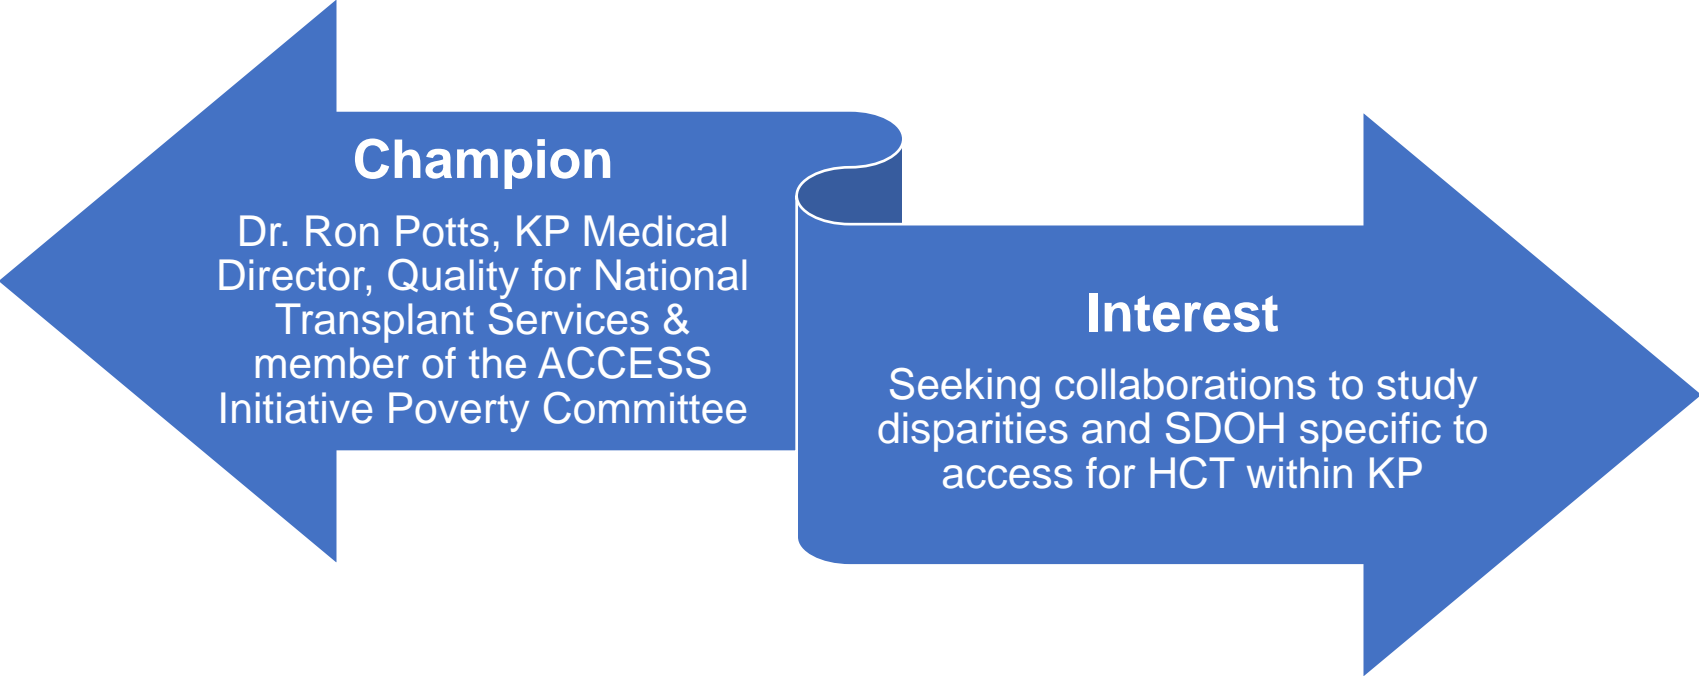 Champion
Dr. Ron Potts, KP Medical
Director, Quality for National
Transplant Services &
member of the ACCESS
Initiative Poverty Committee
Interest
Seeking collaborations to study
disparities and SDOH specific to
access for HCT within KP